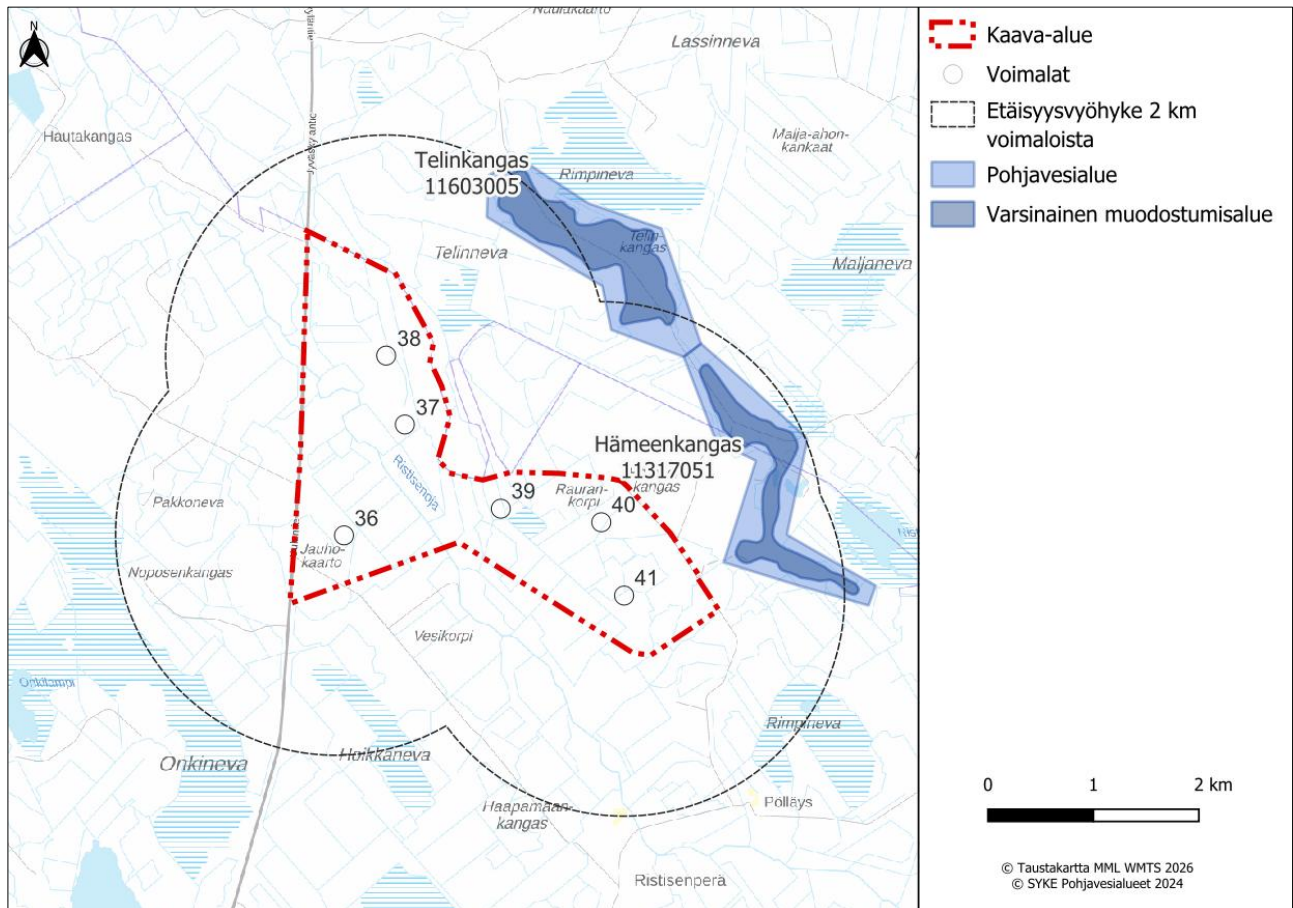 N
Nautakaarto
Lassinneva
Hautakangas
Maija-ahon-
kankaat
Telinkangas
11603005
Rimpineva
Telin-
kangas
Telinneva
Maljaneva
38
37
Ristisenoja
Hämeenkangas
11317051
kangas
Rauran-
korpi
39
40
Pakkoneva
36
Jauho-
kaarto
Noposenkangas
41
Vesikorpi
Onkilampi
Rimpineva
Hoikkaneva
Onkineva
Haapamaan-
kangas
Pölläys
Ristisenperä
Kaava-alue
Voimalat
Etäisyysvyöhyke 2 km
voimaloista
Pohjavesialue
Varsinainen muodostumisalue
0 1 2 km
© Taustakartta MML WMTS 2026
© SYKE Pohjavesialueet 2024